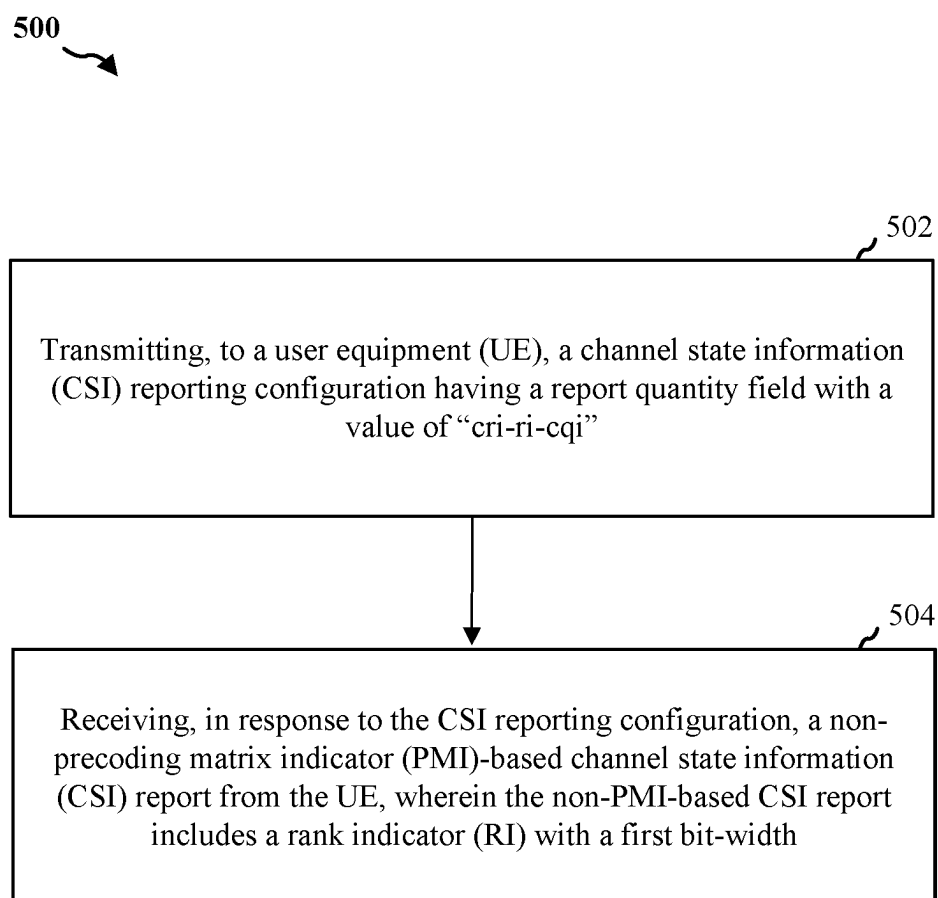 500
502
Transmitting, to a user equipment (UE), a channel state information
(CSI) reporting configuration having a report quantity field with a
value of “cri-ri-cqi”
504
Receiving, in response to the CSI reporting configuration, a non-
precoding matrix indicator (PMI)-based channel state information
(CSI) report from the UE, wherein the non-PMI-based CSI report
includes a rank indicator (RI) with a first bit-width